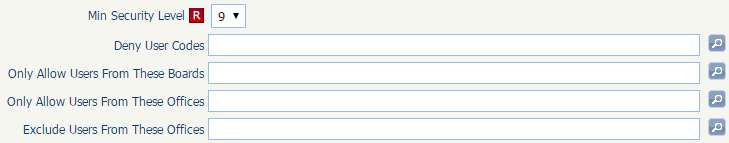 Min Security Level R 9
Deny User Codes
Only Allow Users From These Boards
Only Allow Users From These Offices
Exclude Users From These Offices